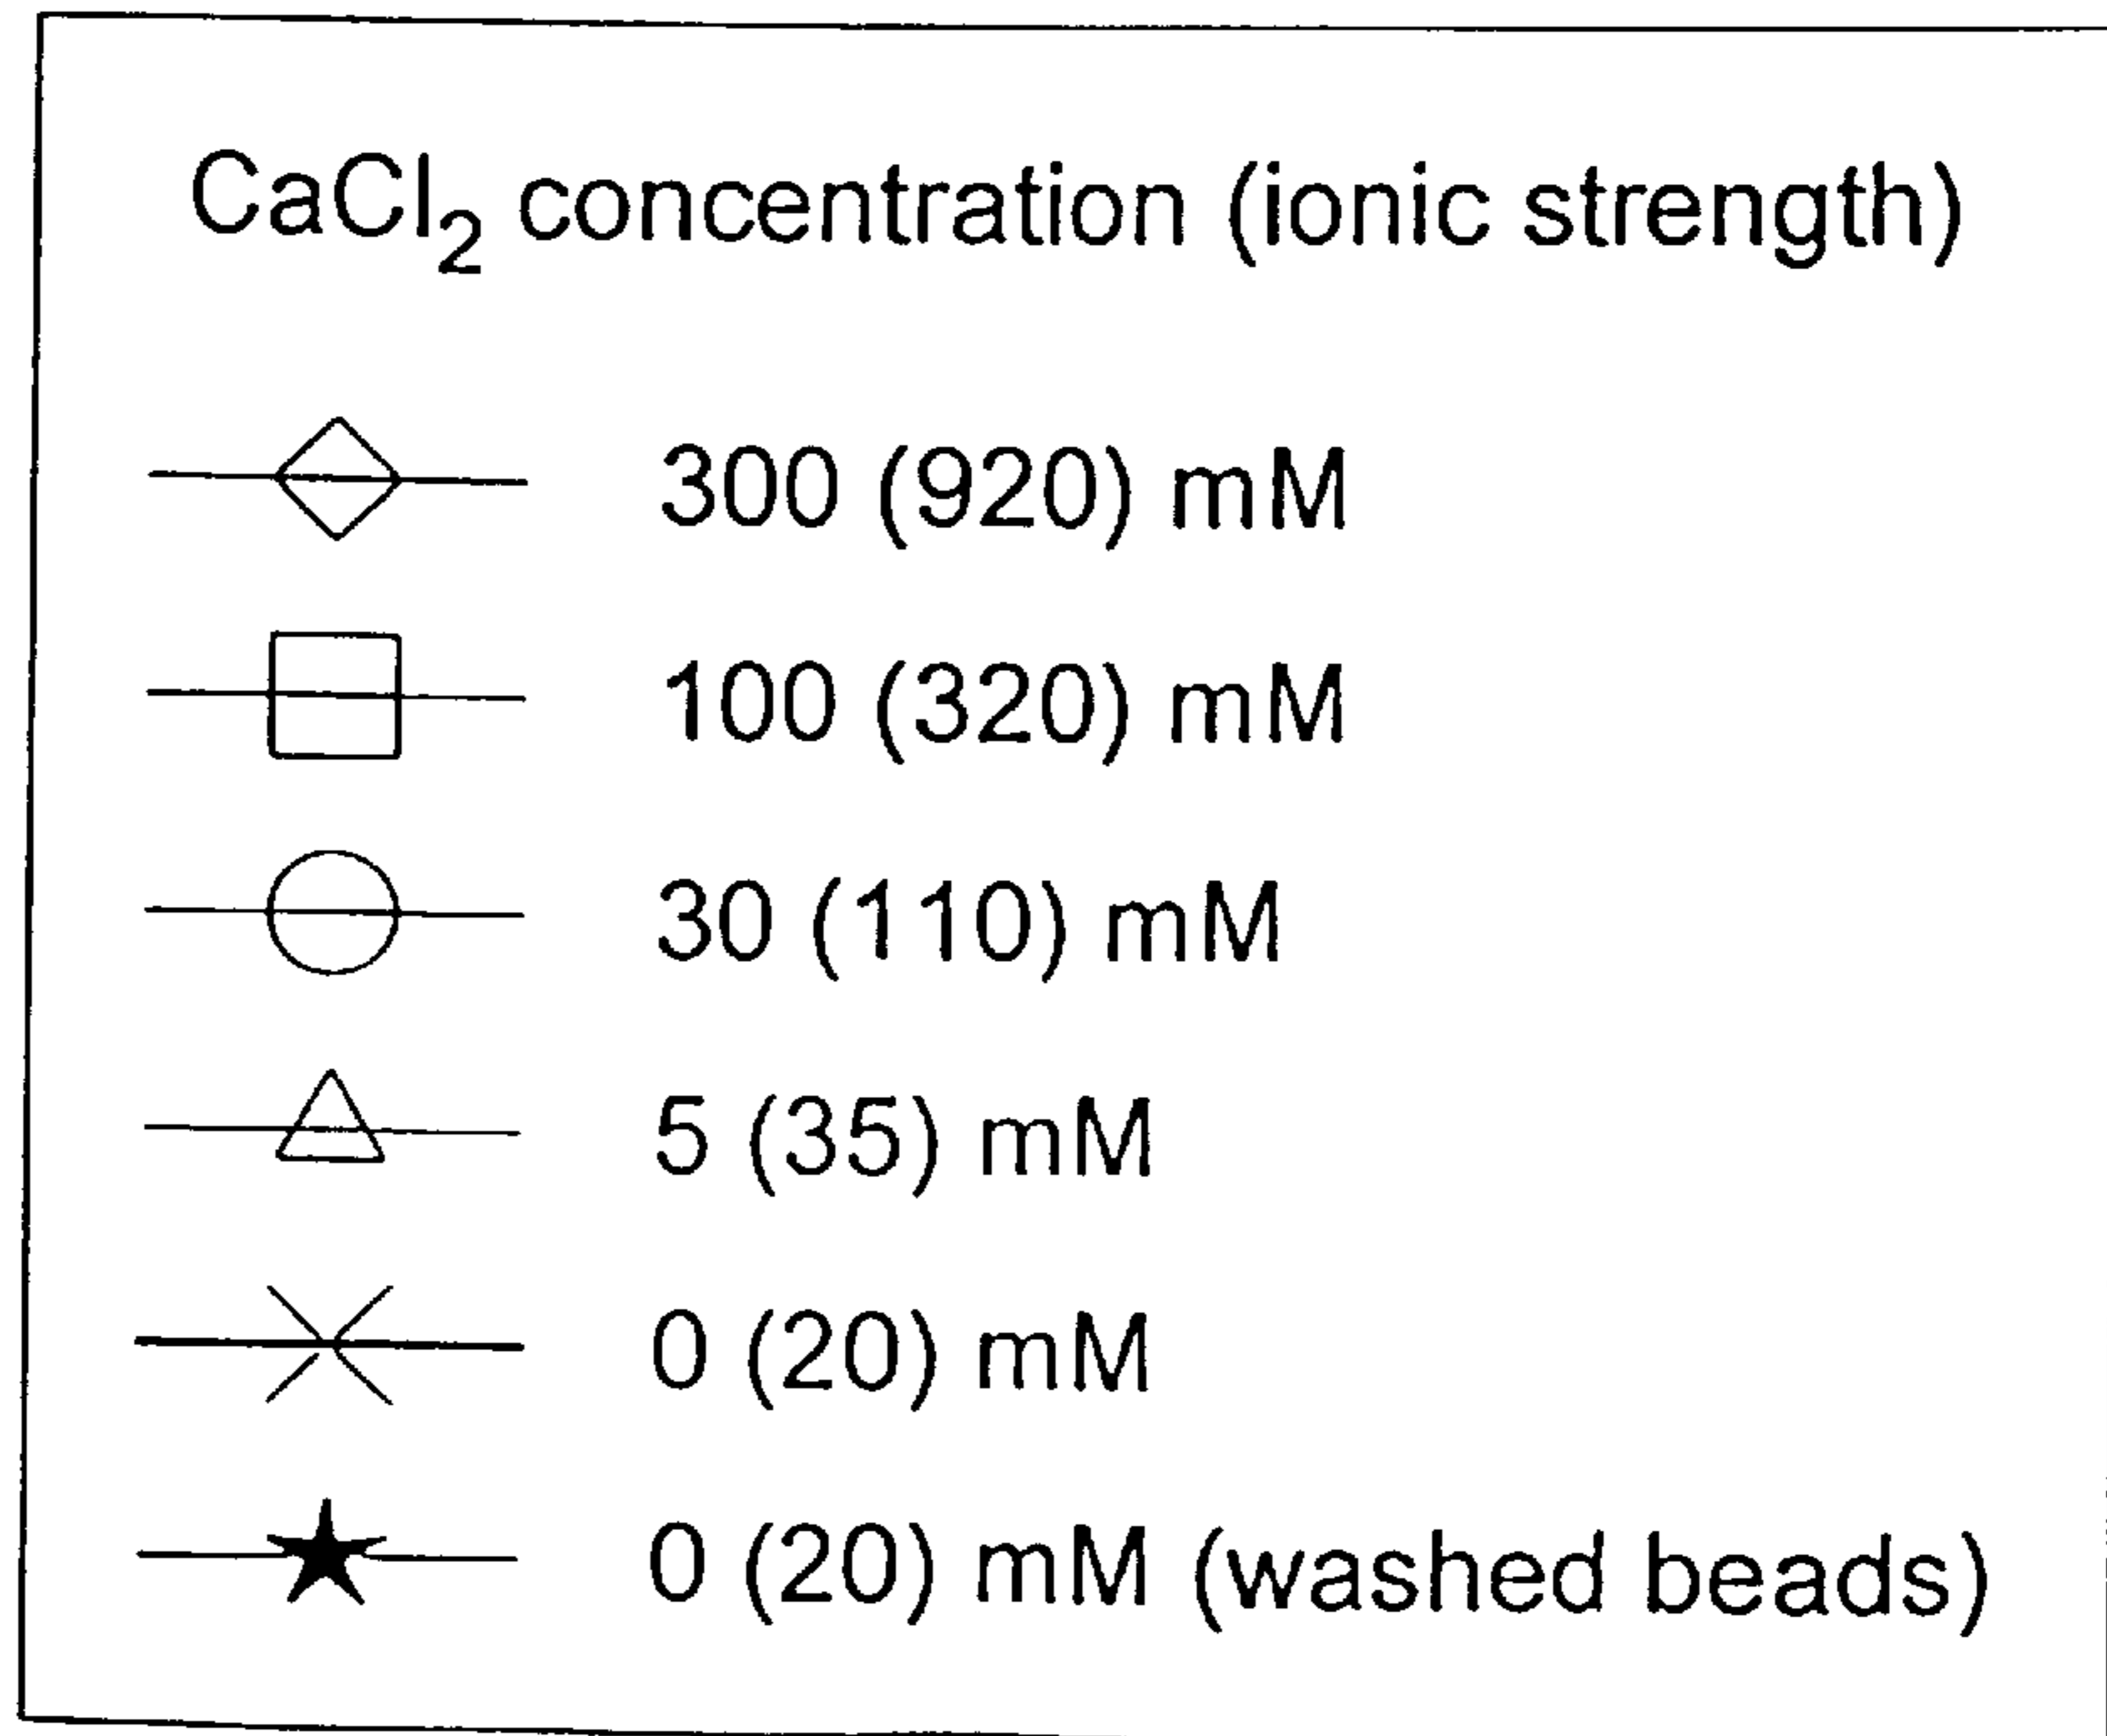 CaCl₂ concentration (ionic strength)
300 (920) mM
100 (320) mM
30 (110) mM
5 (35) mM
0 (20) mM
0 (20) mM (washed beads)